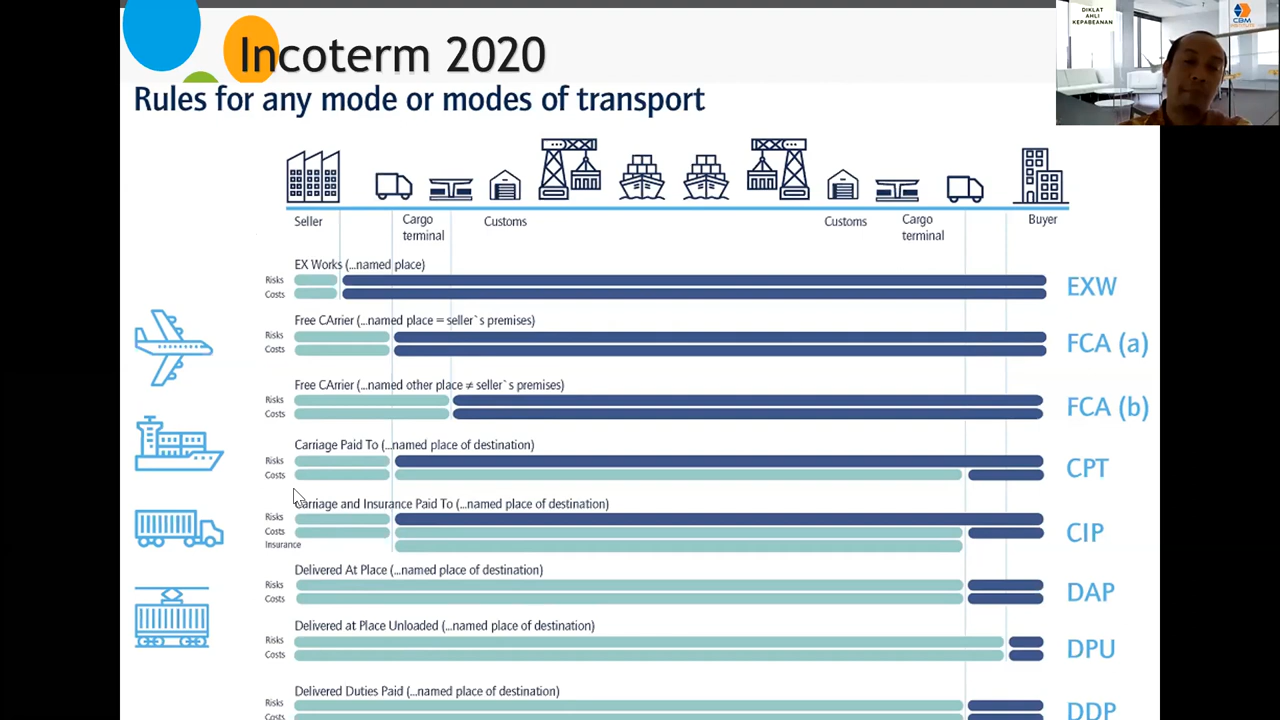 Incoterm 2020
DIKLAT
AHLI
KEPABEANAN
CBM
Rules for any mode or modes of transport
Seller
Cargo
terminal
Customs
Customs
Cargo
terminal
Buyer
EX Works (...named place)
Risks
Costs
EXW
Free CArrier (...named place = seller`s premises)
Risks
Costs
FCA (a)
Free CArrier (...named other place ≠ seller`s premises)
Risks
Costs
FCA (b)
Carriage Paid To (...named place of destination)
Risks
Costs
CPT
Carriage and Insurance Paid To (...named place of destination)
Risks
Costs
Insurance
CIP
Delivered At Place (...named place of destination)
Risks
Costs
DAP
Delivered at Place Unloaded (...named place of destination)
Risks
Costs
DPU
Delivered Duties Paid (...named place of destination)
Risks
Costs
DDP